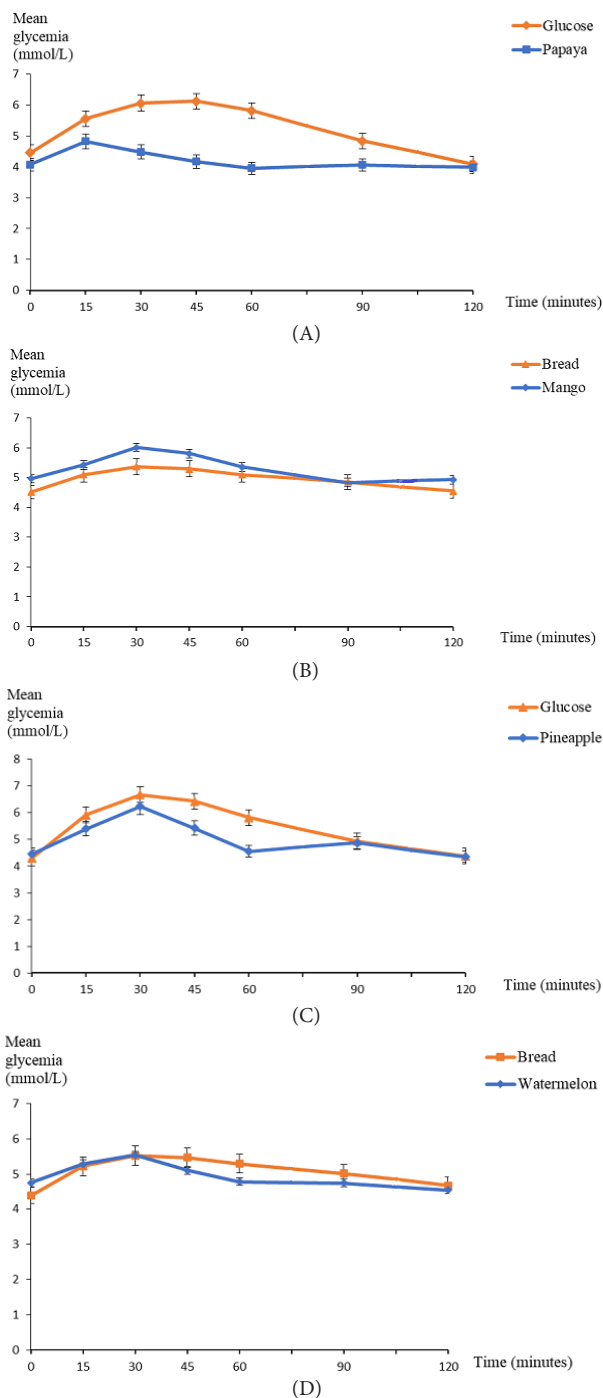 Mean
glycemia
(mmol/L)
Glucose
Papaya
7
6
5
4
3
2
1
0
0 15 30 45 60 90 120
Time (minutes)
(A)
Mean
glycemia
(mmol/L)
Bread
Mango
7
6
5
4
3
2
1
0
0 15 30 45 60 90 120
Time (minutes)
(B)
Mean
glycemia
(mmol/L)
Glucose
Pineapple
8
7
6
5
4
3
2
1
0
0 15 30 45 60 90 120
Time (minutes)
(C)
Mean
glycemia
(mmol/L)
Bread
Watermelon
7
6
5
4
3
2
1
0
0 15 30 45 60 90 120
Time (minutes)
(D)